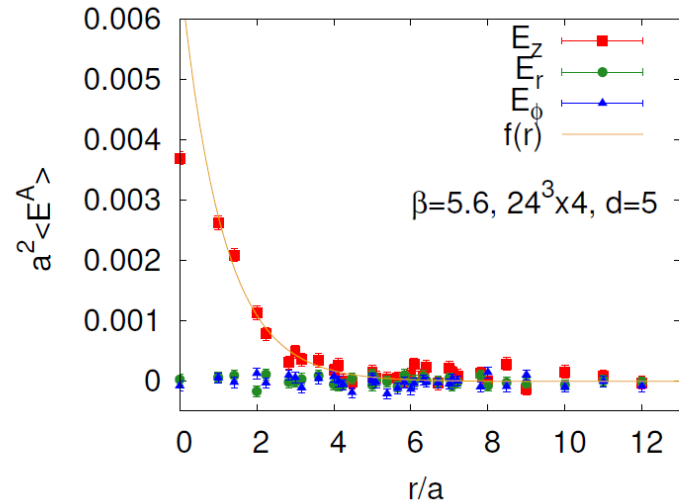 0.006
0.005
0.004
0.003
0.002
0.001
0
a²<E^A>
E_z
E_r
E_ϕ
f(r)
β=5.6, 24³x4, d=5
0 2 4 6 8 10 12
r/a